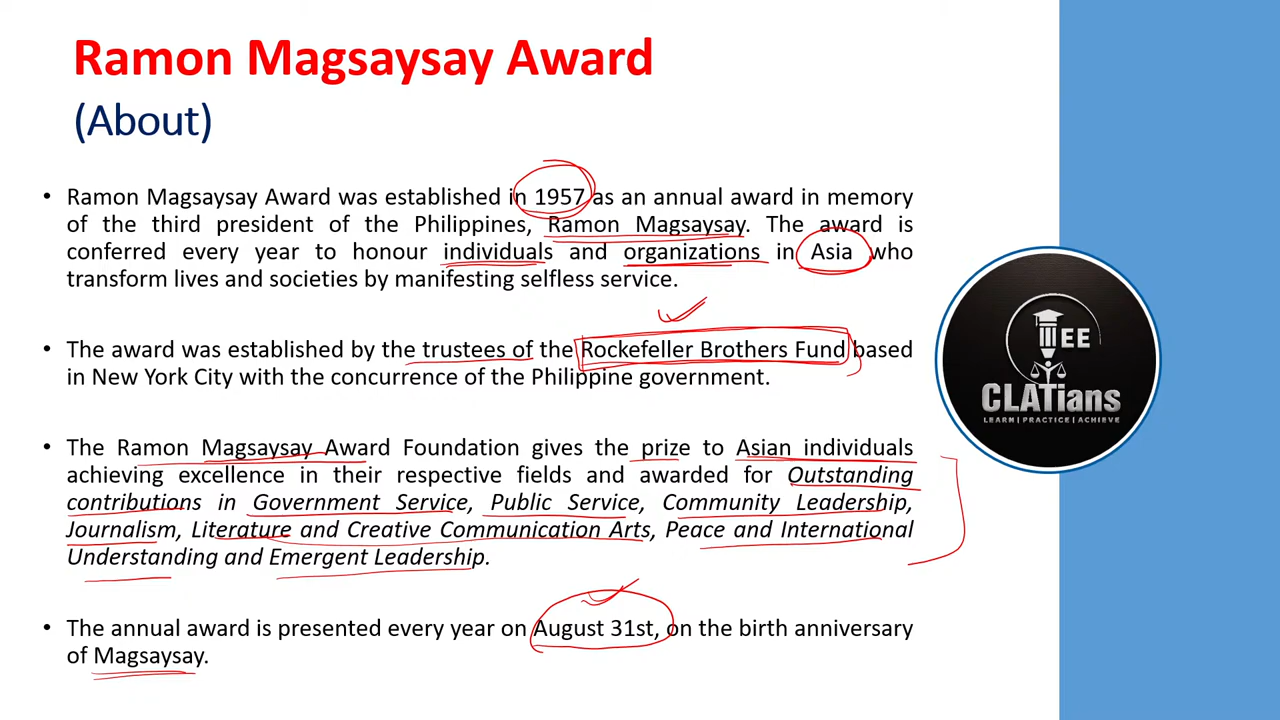 Ramon Magsaysay Award
(About)
• Ramon Magsaysay Award was established in 1957 as an annual award in memory
of the third president of the Philippines, Ramon Magsaysay. The award is
conferred every year to honour individuals and organizations in Asia who
transform lives and societies by manifesting selfless service.
• The award was established by the trustees of the Rockefeller Brothers Fund based
in New York City with the concurrence of the Philippine government.
• The Ramon Magsaysay Award Foundation gives the prize to Asian individuals
achieving excellence in their respective fields and awarded for Outstanding
contributions in Government Service, Public Service, Community Leadership,
Journalism, Literature and Creative Communication Arts, Peace and International
Understanding and Emergent Leadership.
• The annual award is presented every year on August 31st, on the birth anniversary
of Magsaysay.
EE
CLATians
LEARN | PRACTICE | ACHIEVE